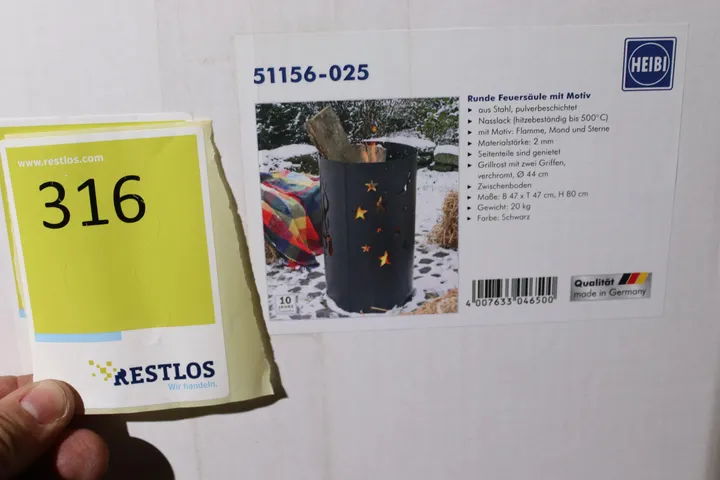 www.restlos.com
316
RESTLOS
Wir handeln.
51156-025
HEIBI
Runde Feuersäule mit Motiv
▸ aus Stahl, pulverbeschichtet
▸ Nasslack (hitzebeständig bis 500°C)
▸ mit Motiv: Flamme, Mond und Sterne
▸ Materialstärke: 2 mm
▸ Seitenteile sind genietet
▸ Grillrost mit zwei Griffen,
verchromt, Ø 44 cm
▸ Zwischenboden
▸ Maße: B 47 x T 47 cm, H 80 cm
▸ Gewicht: 20 kg
▸ Farbe: Schwarz
10
JAHRE
4 007633 046500
Qualität
made in Germany